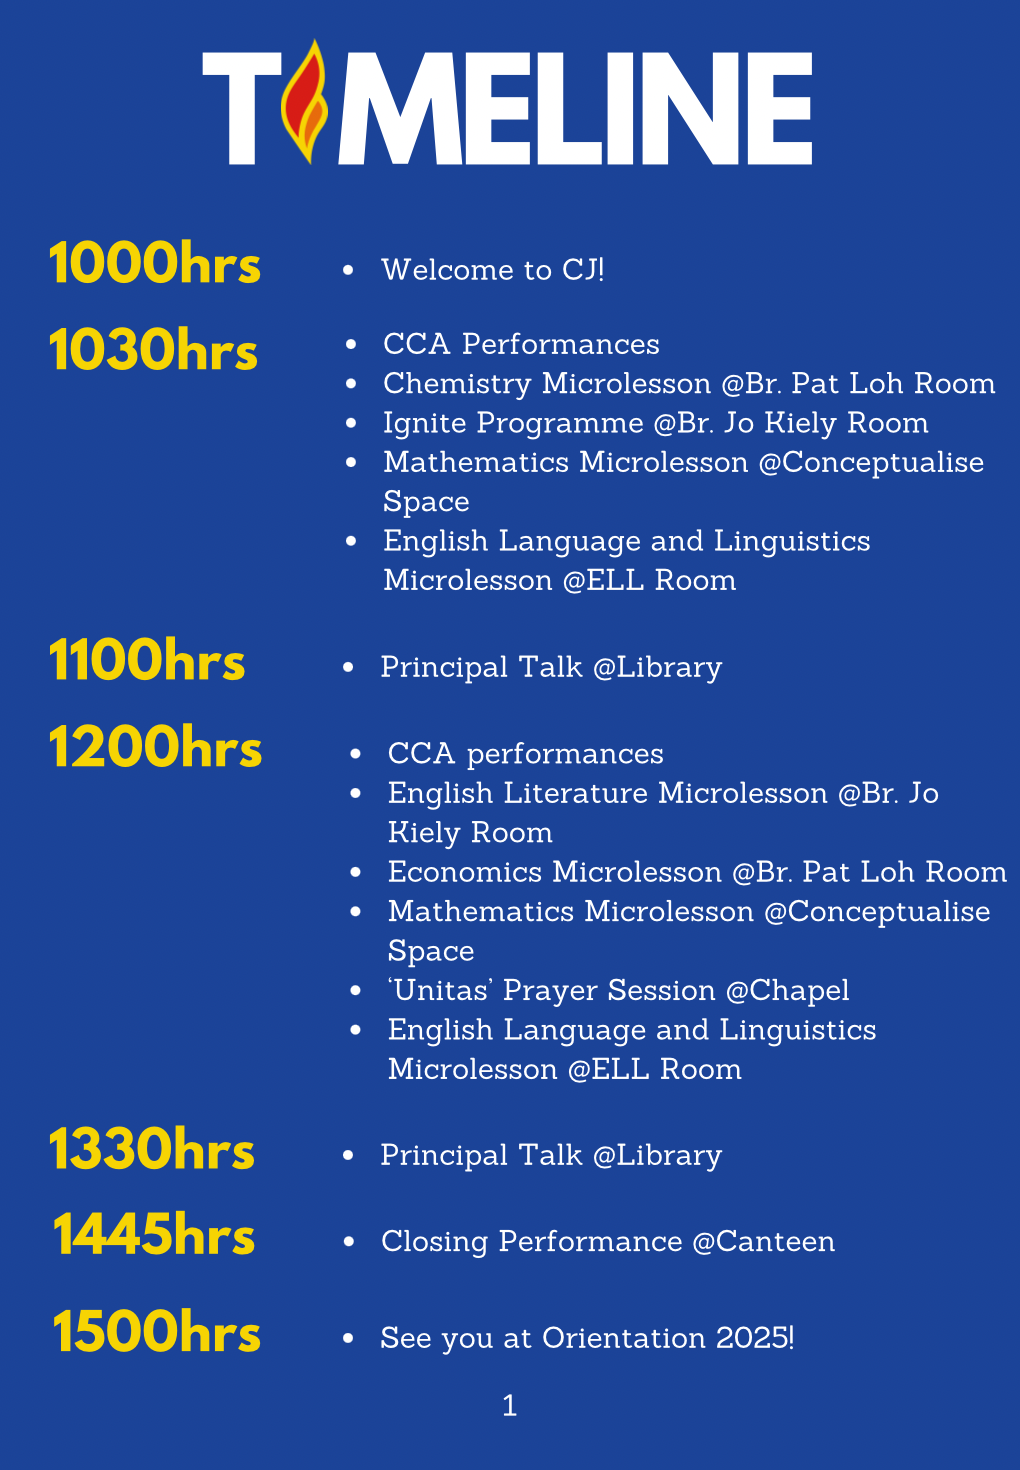 TIMELINE
1000hrs
• Welcome to CJ!
1030hrs
• CCA Performances
• Chemistry Microlesson @Br. Pat Loh Room
• Ignite Programme @Br. Jo Kiely Room
• Mathematics Microlesson @Conceptualise
Space
• English Language and Linguistics
Microlesson @ELL Room
1100hrs
• Principal Talk @Library
1200hrs
• CCA performances
• English Literature Microlesson @Br. Jo
Kiely Room
• Economics Microlesson @Br. Pat Loh Room
• Mathematics Microlesson @Conceptualise
Space
• ‘Unitas’ Prayer Session @Chapel
• English Language and Linguistics
Microlesson @ELL Room
1330hrs
• Principal Talk @Library
1445hrs
• Closing Performance @Canteen
1500hrs
• See you at Orientation 2025!
1